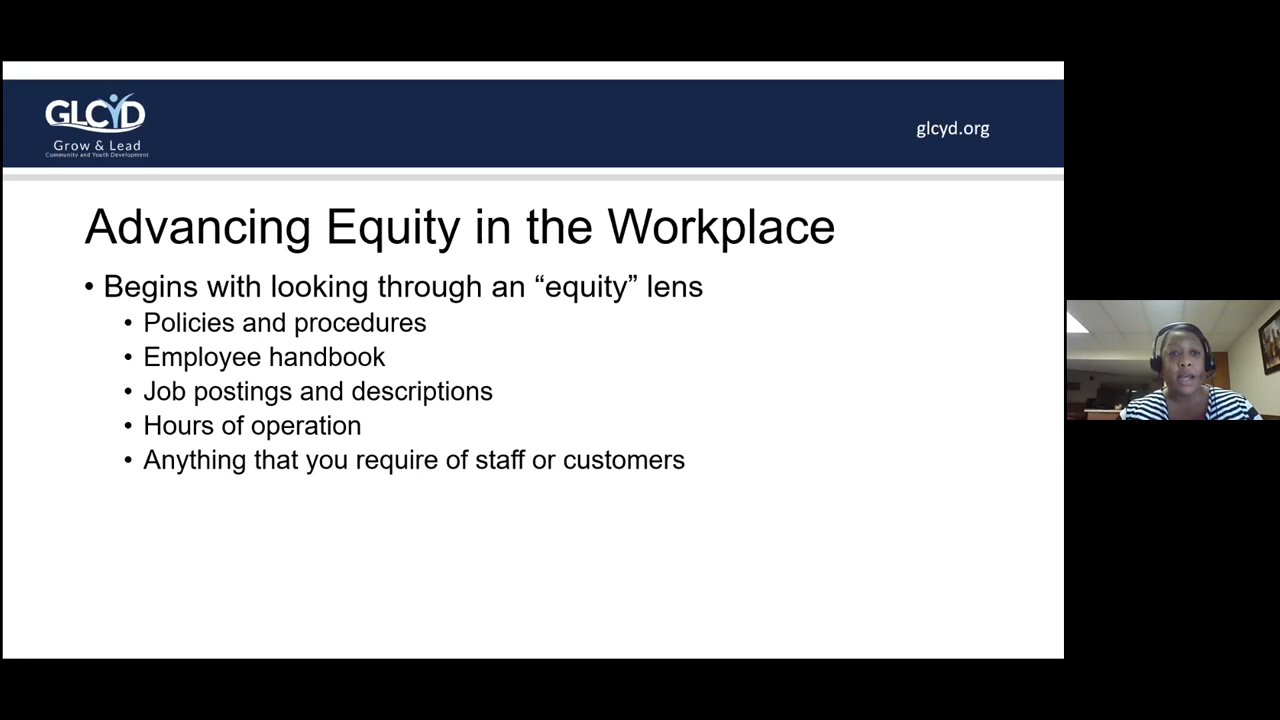 GLCYD
Grow & Lead
Community and Youth Development
glcyd.org
Advancing Equity in the Workplace
• Begins with looking through an “equity” lens
• Policies and procedures
• Employee handbook
• Job postings and descriptions
• Hours of operation
• Anything that you require of staff or customers